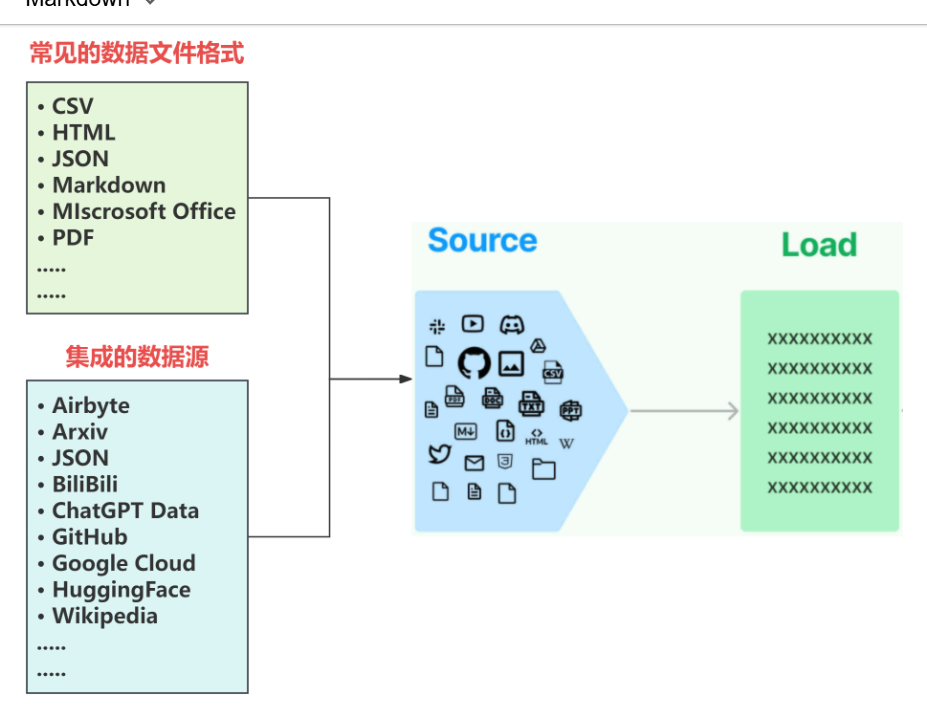 Markdown
常见的数据文件格式
• CSV
• HTML
• JSON
• Markdown
• MIscrosoft Office
• PDF
.....
.....
集成的数据源
• Airbyte
• Arxiv
• JSON
• BiliBili
• ChatGPT Data
• GitHub
• Google Cloud
• HuggingFace
• Wikipedia
.....
.....
Source
CSV
PDF
DOC
TXT
PPT
M
HTML
W
3
Load
XXXXXXXXXX
XXXXXXXXXX
XXXXXXXXXX
XXXXXXXXXX
XXXXXXXXXX
XXXXXXXXXX